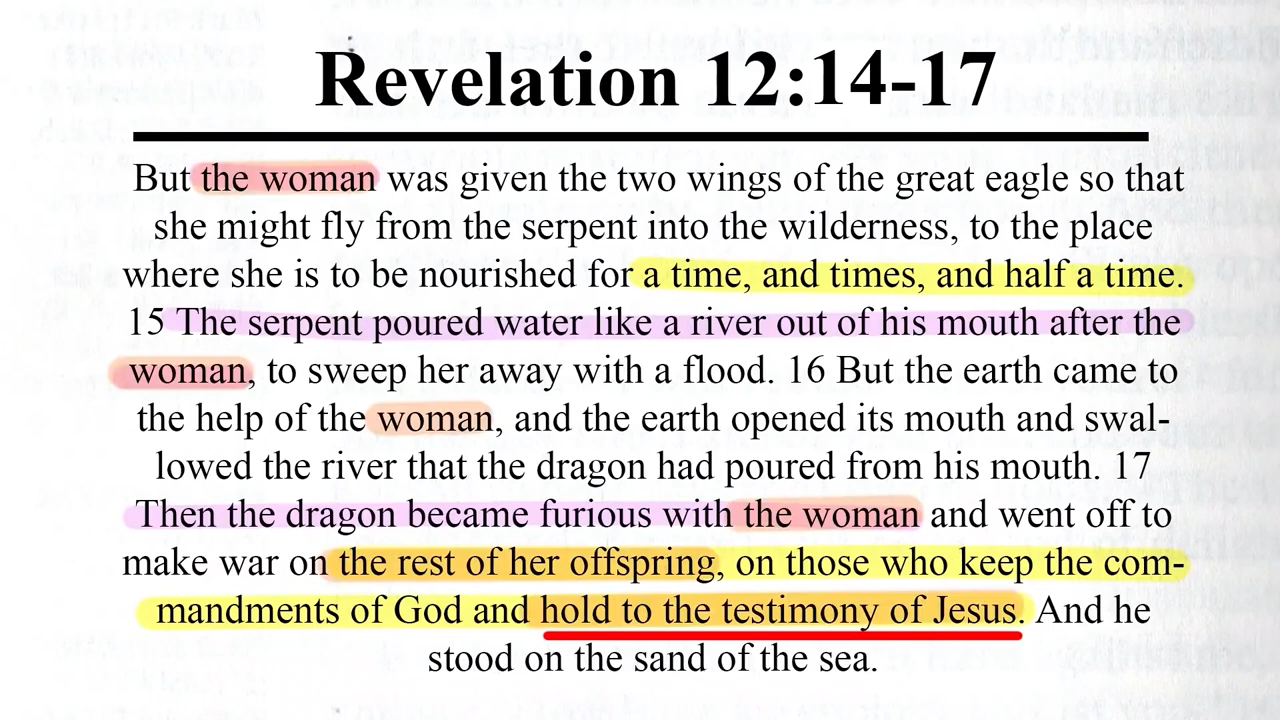 Revelation 12:14-17
But the woman was given the two wings of the great eagle so that
she might fly from the serpent into the wilderness, to the place
where she is to be nourished for a time, and times, and half a time.
15 The serpent poured water like a river out of his mouth after the
woman, to sweep her away with a flood. 16 But the earth came to
the help of the woman, and the earth opened its mouth and swal-
lowed the river that the dragon had poured from his mouth. 17
Then the dragon became furious with the woman and went off to
make war on the rest of her offspring, on those who keep the com-
mandments of God and hold to the testimony of Jesus. And he
stood on the sand of the sea.